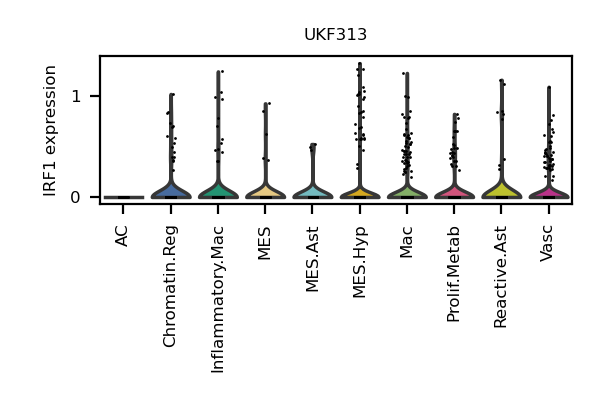 UKF313
IRF1 expression
1
0
AC
Chromatin.Reg
Inflammatory.Mac
MES
MES.Ast
MES.Hyp
Mac
Prolif.Metab
Reactive.Ast
Vasc